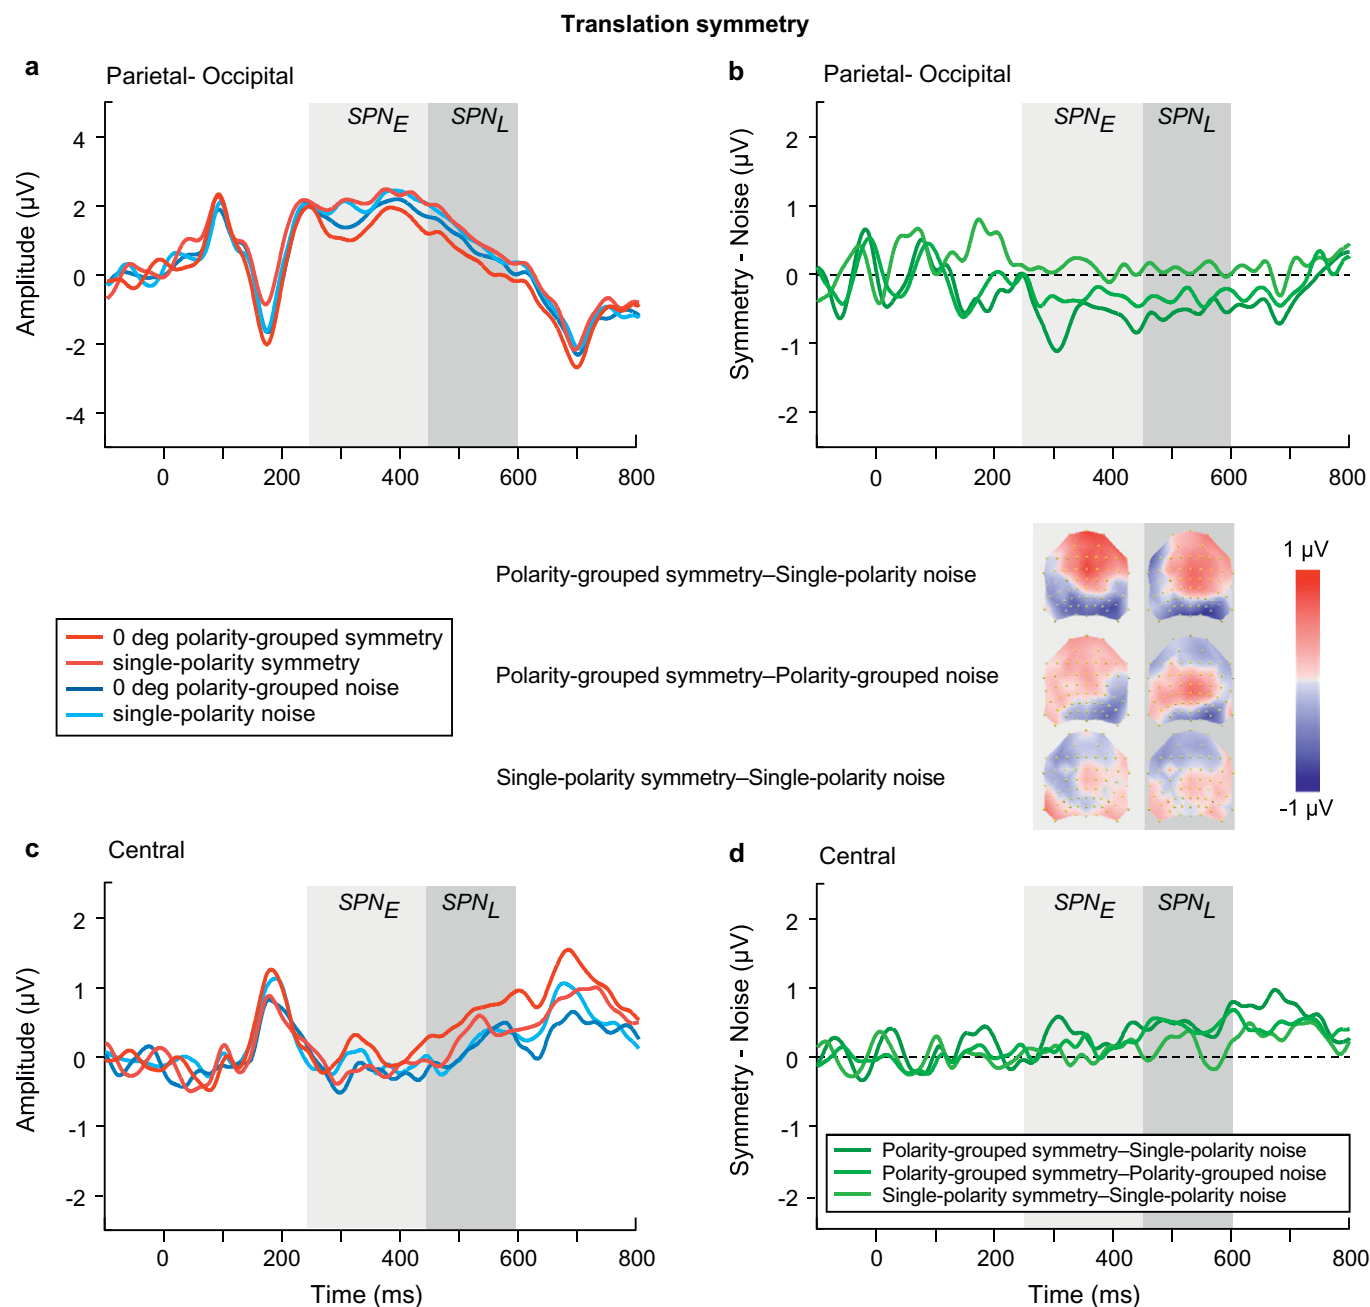 Translation symmetry
a
Parietal- Occipital
SPNE
SPNL
Amplitude (µV)
4
2
0
-2
-4
0
200
400
600
800
b
Parietal- Occipital
SPNE
SPNL
Symmetry - Noise (µV)
2
1
0
-1
-2
0
200
400
600
800
Polarity-grouped symmetry–Single-polarity noise
Polarity-grouped symmetry–Polarity-grouped noise
Single-polarity symmetry–Single-polarity noise
1 µV
-1 µV
0 deg polarity-grouped symmetry
single-polarity symmetry
0 deg polarity-grouped noise
single-polarity noise
c
Central
SPNE
SPNL
Amplitude (µV)
2
1
0
-1
-2
0
200
400
600
800
Time (ms)
d
Central
SPNE
SPNL
Symmetry - Noise (µV)
2
1
0
-1
-2
Polarity-grouped symmetry–Single-polarity noise
Polarity-grouped symmetry–Polarity-grouped noise
Single-polarity symmetry–Single-polarity noise
0
200
400
600
800
Time (ms)